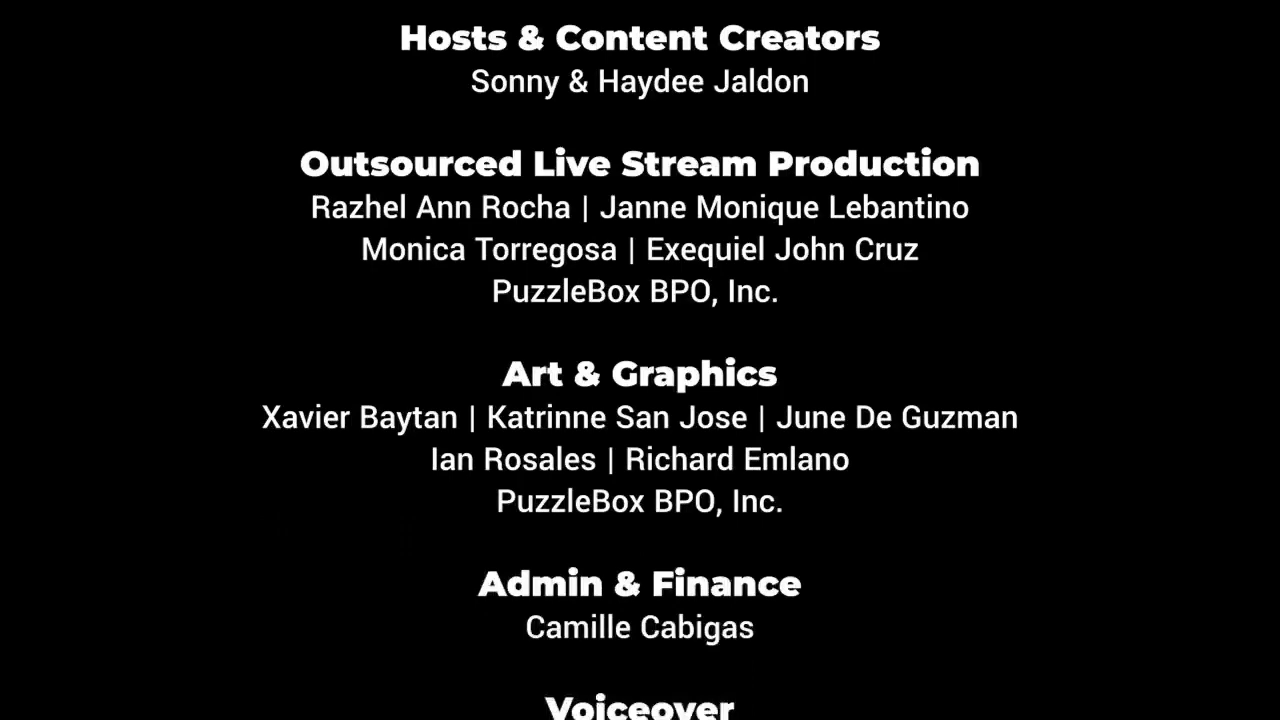 Hosts & Content Creators
Sonny & Haydee Jaldon
Outsourced Live Stream Production
Razhel Ann Rocha | Janne Monique Lebantino
Monica Torregosa | Exequiel John Cruz
PuzzleBox BPO, Inc.
Art & Graphics
Xavier Baytan | Katrinne San Jose | June De Guzman
Ian Rosales | Richard Emlano
PuzzleBox BPO, Inc.
Admin & Finance
Camille Cabigas
Voiceover